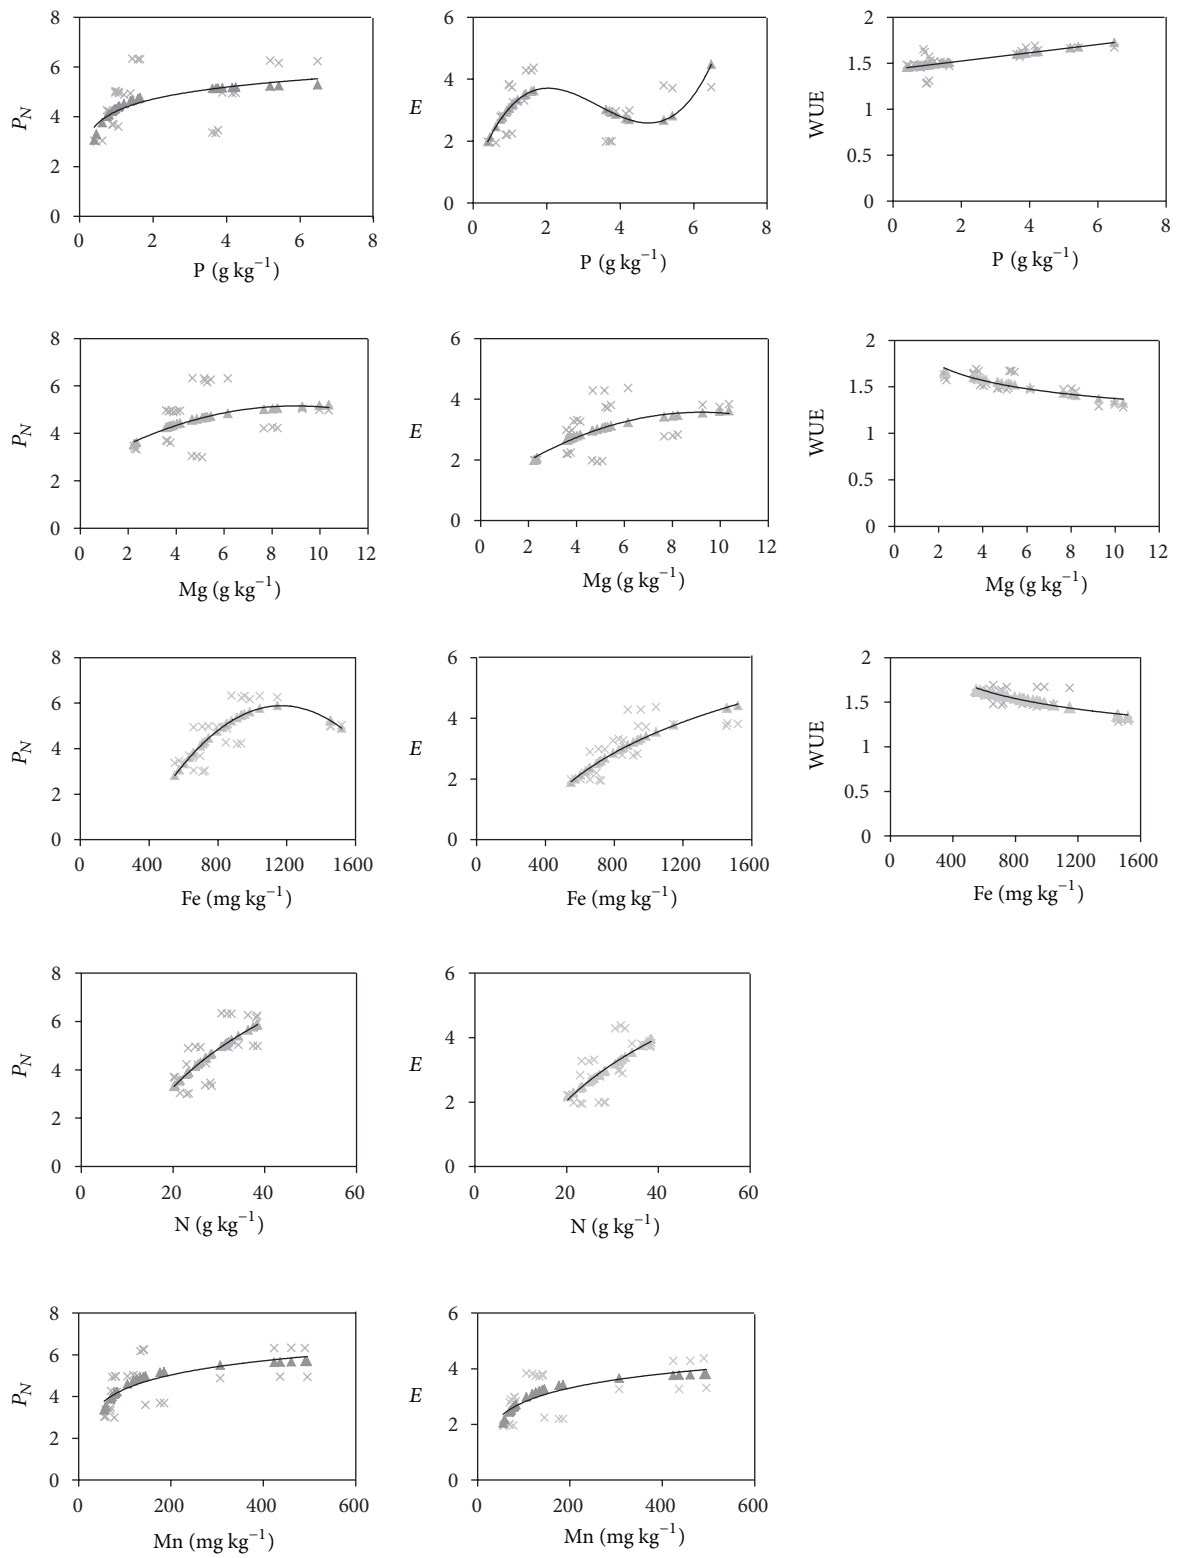 8 6 4 2 0
P_N
0 2 4 6 8
P (g kg⁻¹)
6 4 2 0
E
0 2 4 6 8
P (g kg⁻¹)
2 1.5 1 0.5 0
WUE
0 2 4 6 8
P (g kg⁻¹)
8 6 4 2 0
P_N
0 2 4 6 8 10 12
Mg (g kg⁻¹)
6 4 2 0
E
0 2 4 6 8 10 12
Mg (g kg⁻¹)
2 1.5 1 0.5 0
WUE
0 2 4 6 8 10 12
Mg (g kg⁻¹)
8 6 4 2 0
P_N
0 400 800 1200 1600
Fe (mg kg⁻¹)
6 4 2 0
E
0 400 800 1200 1600
Fe (mg kg⁻¹)
2 1.5 1 0.5 0
WUE
0 400 800 1200 1600
Fe (mg kg⁻¹)
8 6 4 2 0
P_N
0 20 40 60
N (g kg⁻¹)
6 4 2 0
E
0 20 40 60
N (g kg⁻¹)
8 6 4 2 0
P_N
0 200 400 600
Mn (mg kg⁻¹)
6 4 2 0
E
0 200 400 600
Mn (mg kg⁻¹)